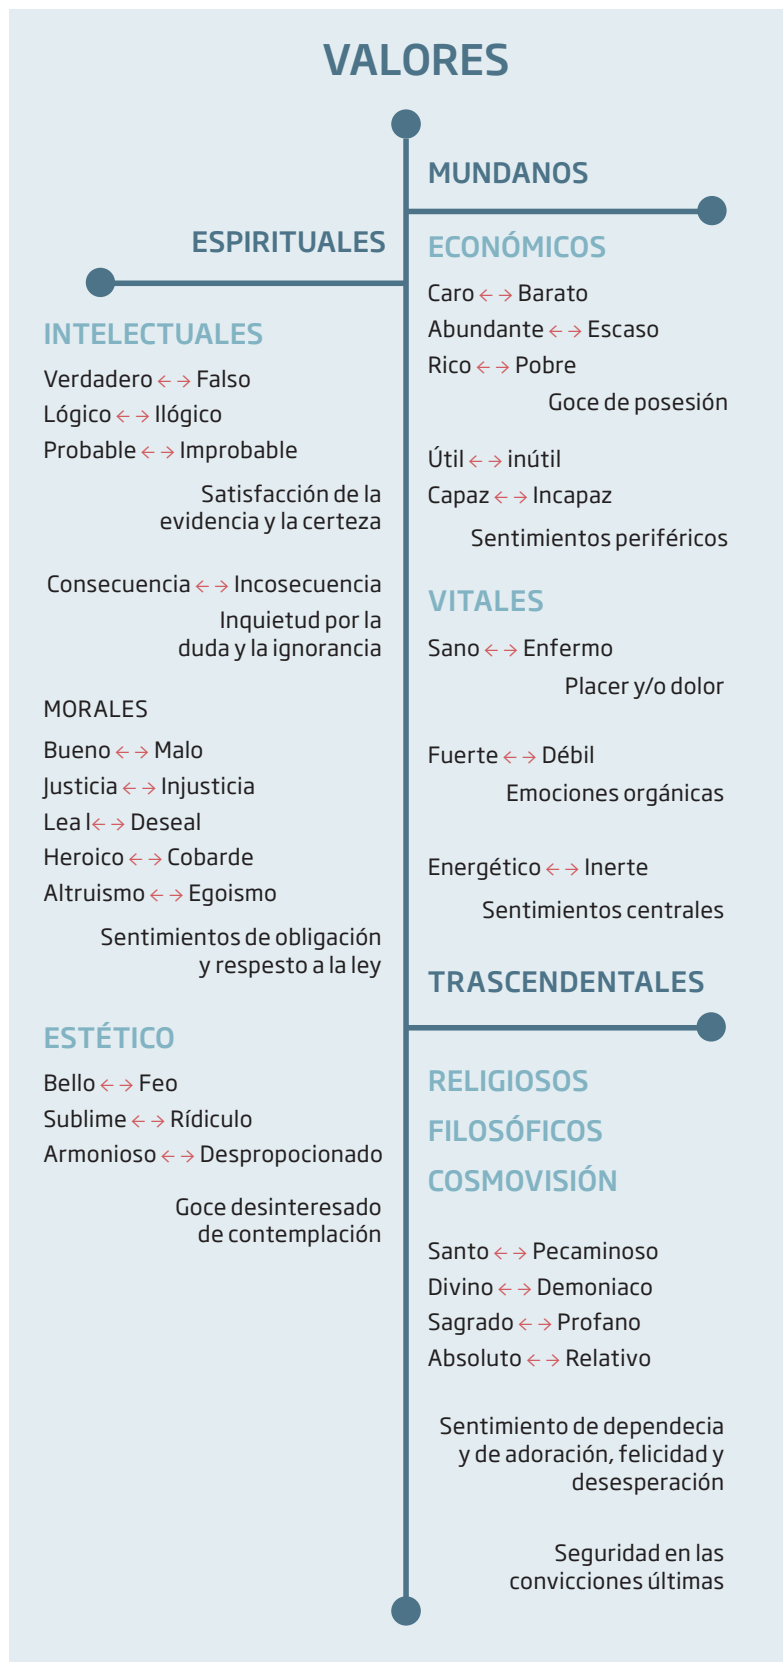 VALORES
MUNDANOS
ECONÓMICOS
Caro ← → Barato
Abundante ← → Escaso
Rico ← → Pobre
Goce de posesión
Útil ← → inútil
Capaz ← → Incapaz
Sentimientos periféricos
VITALES
Sano ← → Enfermo
Placer y/o dolor
Fuerte ← → Débil
Emociones orgánicas
Energético ← → Inerte
Sentimientos centrales
ESPIRITUALES
INTELECTUALES
Verdadero ← → Falso
Lógico ← → Ilógico
Probable ← → Improbable
Satisfacción de la
evidencia y la certeza
Consecuencia ← → Incosecuencia
Inquietud por la
duda y la ignorancia
MORALES
Bueno ← → Malo
Justicia ← → Injusticia
Lea l← → Deseal
Heroico ← → Cobarde
Altruismo ← → Egoismo
Sentimientos de obligación
y respesto a la ley
ESTÉTICO
Bello ← → Feo
Sublime ← → Rídiculo
Armonioso ← → Despropocionado
Goce desinteresado
de contemplación
TRASCENDENTALES
RELIGIOSOS
FILOSÓFICOS
COSMOVISIÓN
Santo ← → Pecaminoso
Divino ← → Demoniaco
Sagrado ← → Profano
Absoluto ← → Relativo
Sentimiento de dependecia
y de adoración, felicidad y
desesperación
Seguridad en las
convicciones últimas